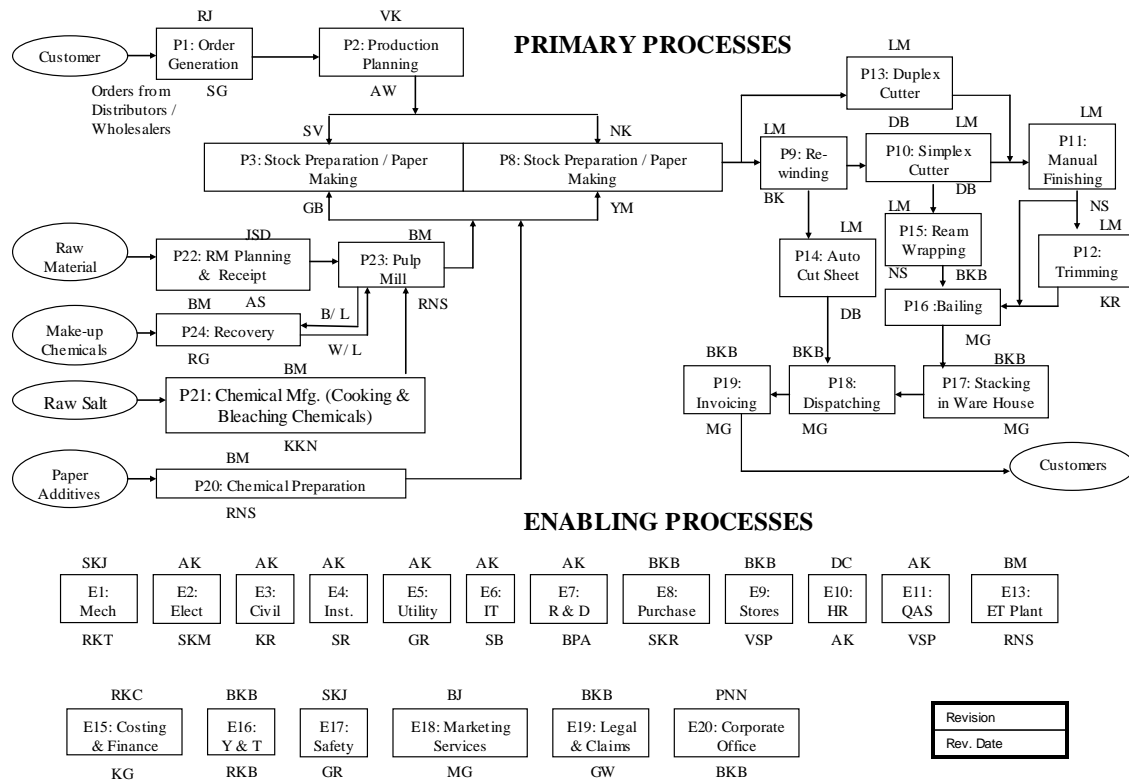 RJ
VK
PRIMARY PROCESSES
LM
Customer
P1: Order
Generation
P2: Production
Planning
P13: Duplex
Cutter
Orders from
Distributors /
Wholesalers
SG
AW
SV
NK
LM
DB
LM
LM
P3: Stock Preparation / Paper
Making
P8: Stock Preparation / Paper
Making
P9: Re-
winding
P10: Simplex
Cutter
P11:
Manual
Finishing
GB
YM
BK
LM
DB
NS
Raw
Material
JSD
P22: RM Planning
& Receipt
AS
BM
P23: Pulp
Mill
RNS
LM
P14: Auto
Cut Sheet
DB
P15: Ream
Wrapping
NS
BKB
LM
P12:
Trimming
KR
Make-up
Chemicals
BM
P24: Recovery
RG
B/ L
W/ L
P16 :Bailing
MG
Raw Salt
BM
P21: Chemical Mfg. (Cooking &
Bleaching Chemicals)
KKN
BKB
P19:
Invoicing
MG
BKB
P18:
Dispatching
MG
BKB
P17: Stacking
in Ware House
MG
Paper
Additives
BM
P20: Chemical Preparation
RNS
Customers
ENABLING PROCESSES
SKJ
AK
AK
AK
AK
AK
AK
BKB
BKB
DC
AK
BM
E1:
Mech
E2:
Elect
E3:
Civil
E4:
Inst.
E5:
Utility
E6:
IT
E7:
R & D
E8:
Purchase
E9:
Stores
E10:
HR
E11:
QAS
E13:
ET Plant
RKT
SKM
KR
SR
GR
SB
BPA
SKR
VSP
AK
VSP
RNS
RKC
BKB
SKJ
BJ
BKB
PNN
E15: Costing
& Finance
E16:
Y & T
E17:
Safety
E18: Marketing
Services
E19: Legal
& Claims
E20: Corporate
Office
KG
RKB
GR
MG
GW
BKB
Revision
Rev. Date